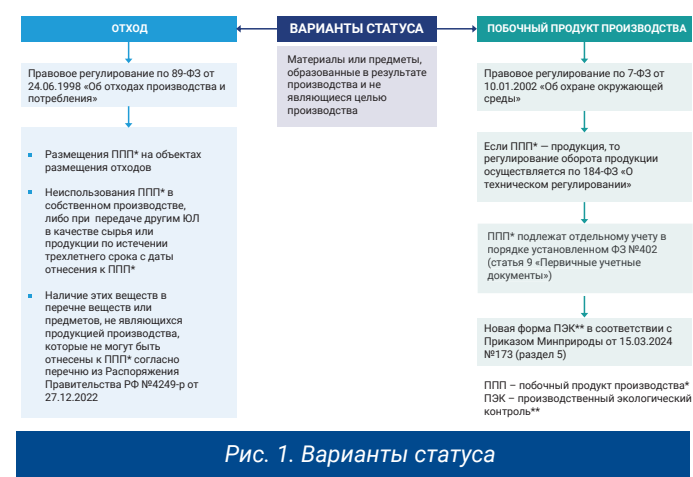 ОТХОД
Правовое регулирование по 89-ФЗ от
24.06.1998 «Об отходах производства и
потребления»
Размещения ППП* на объектах
размещения отходов
Неиспользования ППП* в
собственном производстве,
либо при передаче другим ЮЛ
в качестве сырья или
продукции по истечении
трехлетнего срока с даты
отнесения к ППП*
Наличие этих веществ в
перечне веществ или
предметов, не являющихся
продукцией производства,
которые не могут быть
отнесены к ППП* согласно
перечню из Распоряжения
Правительства РФ №4249-р от
27.12.2022
ВАРИАНТЫ СТАТУСА
Материалы или предметы,
образованные в результате
производства и не
являющиеся целью
производства
ПОБОЧНЫЙ ПРОДУКТ ПРОИЗВОДСТВА
Правовое регулирование по 7-ФЗ от
10.01.2002 «Об охране окружающей
среды»
Если ППП* — продукция, то
регулирование оборота продукции
осуществляется по 184-ФЗ «О
техническом регулировании»
ППП* подлежат отдельному учету в
порядке установленном ФЗ №402
(статья 9 «Первичные учетные
документы»)
Новая форма ПЭК** в соответствии с
Приказом Минприроды от 15.03.2024
№173 (раздел 5)
ППП – побочный продукт производства*
ПЭК – производственный экологический
контроль**
Рис. 1. Варианты статуса